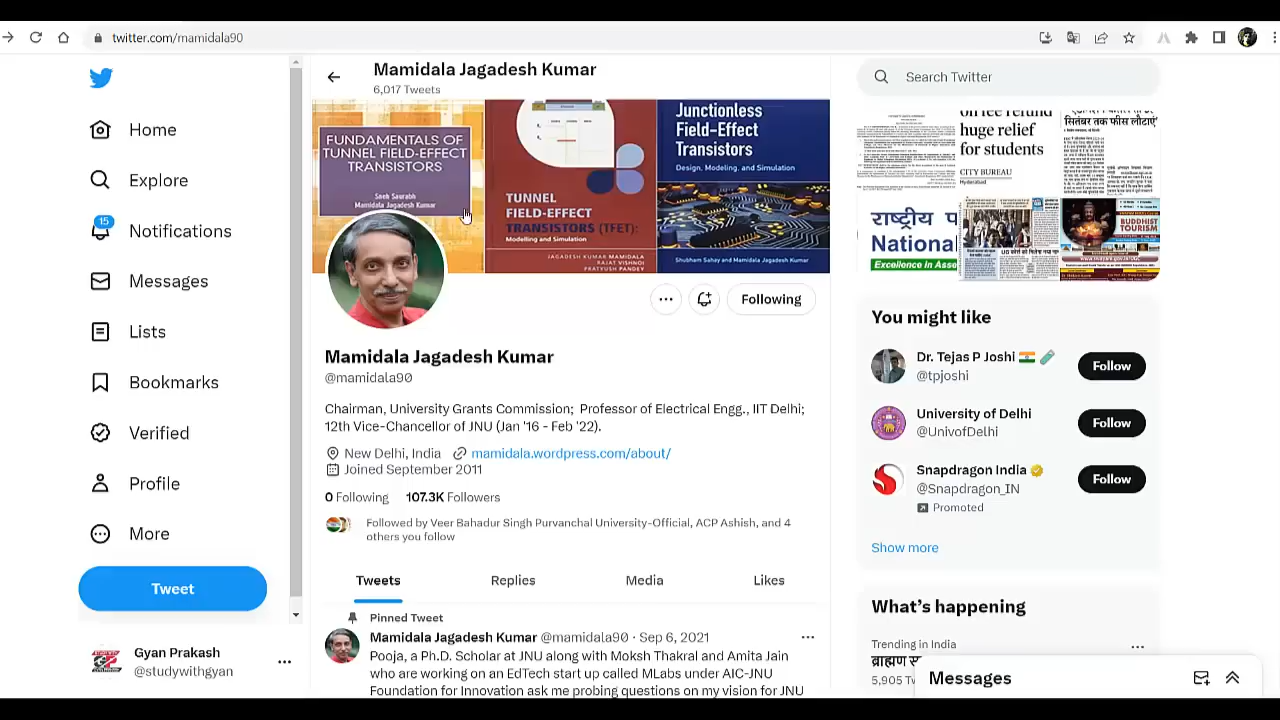 twitter.com/mamidala90
Mamidala Jagadesh Kumar
6,017 Tweets
Search Twitter
Home
Explore
15
Notifications
Messages
Lists
Bookmarks
Verified
Profile
More
Tweet
Gyan Prakash
@studywithgyan
FUNDAMENTALS OF
TUNNEL FIELD-EFFECT
TRANSISTORS
Sneh Saurabh
Mamidala Jagadesh Kumar
TUNNEL
FIELD-EFFECT
TRANSISTORS (TFET):
Modelling and Simulation
JAGADESH KUMAR MAMIDALA
RAJAT VISHNOI
PRATYUSH PANDEY
Junctionless
Field-Effect
Transistors
Design, Modeling, and Simulation
Shubham Sahay and Mamidala Jagadesh Kumar
Following
Mamidala Jagadesh Kumar
@mamidala90
Chairman, University Grants Commission; Professor of Electrical Engg., IIT Delhi;
12th Vice-Chancellor of JNU (Jan '16 - Feb '22).
New Delhi, India mamidala.wordpress.com/about/
Joined September 2011
0 Following 107.3K Followers
Followed by Veer Bahadur Singh Purvanchal University-Official, ACP Ashish, and 4
others you follow
Tweets Replies Media Likes
Pinned Tweet
Mamidala Jagadesh Kumar @mamidala90 · Sep 6, 2021
Pooja, a Ph.D. Scholar at JNU along with Moksh Thakral and Amita Jain
who are working on an EdTech start up called MLabs under AIC-JNU
Foundation for Innovation ask me probing questions on my vision for JNU
on fee refund
huge relief
for students
CITY BUREAU
Hyderabad
सितंबर तक फीस लौटाएं'
राष्ट्रीय
National
Excellence in Asse
BUDDHIST
TOURISM
You might like
Dr. Tejas P Joshi
@tpjoshi
Follow
University of Delhi
@UnivofDelhi
Follow
Snapdragon India
@Snapdragon_IN
Promoted
Follow
Show more
What's happening
Trending in India
ब्राह्मण
5,905
Messages